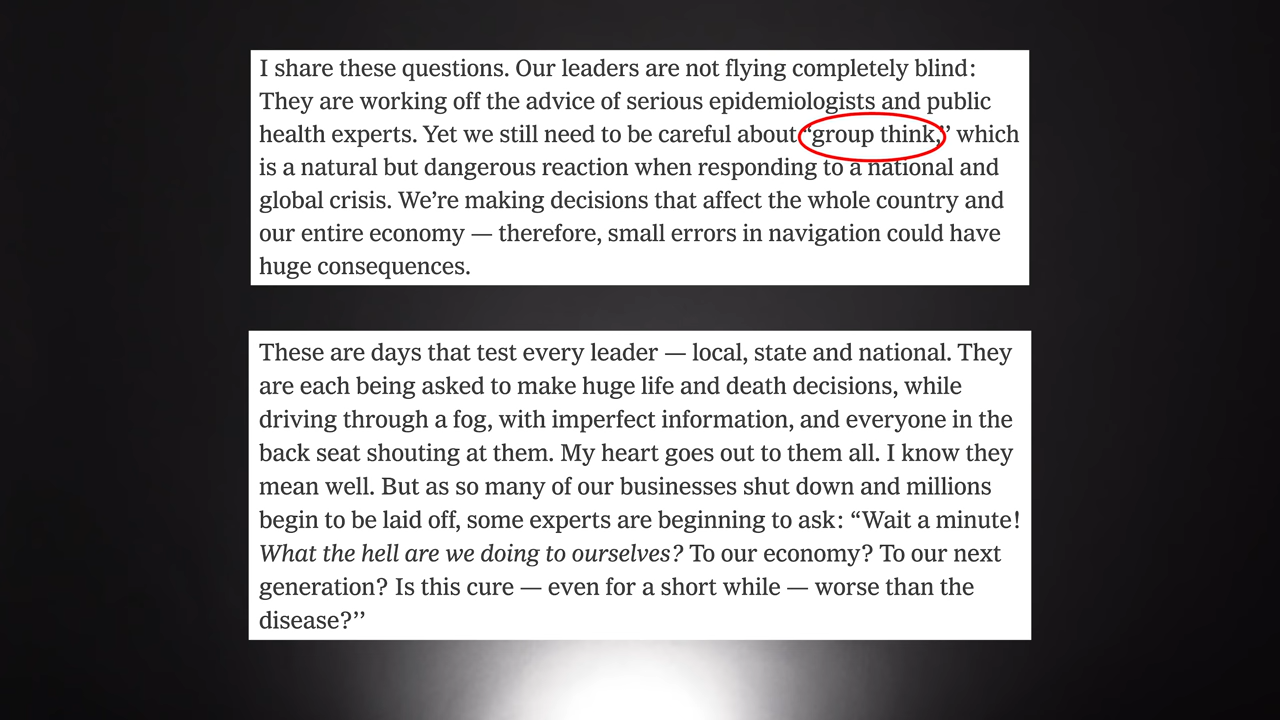 I share these questions. Our leaders are not flying completely blind:
They are working off the advice of serious epidemiologists and public
health experts. Yet we still need to be careful about “group think,” which
is a natural but dangerous reaction when responding to a national and
global crisis. We’re making decisions that affect the whole country and
our entire economy — therefore, small errors in navigation could have
huge consequences.
These are days that test every leader — local, state and national. They
are each being asked to make huge life and death decisions, while
driving through a fog, with imperfect information, and everyone in the
back seat shouting at them. My heart goes out to them all. I know they
mean well. But as so many of our businesses shut down and millions
begin to be laid off, some experts are beginning to ask: “Wait a minute!
What the hell are we doing to ourselves? To our economy? To our next
generation? Is this cure — even for a short while — worse than the
disease?’’